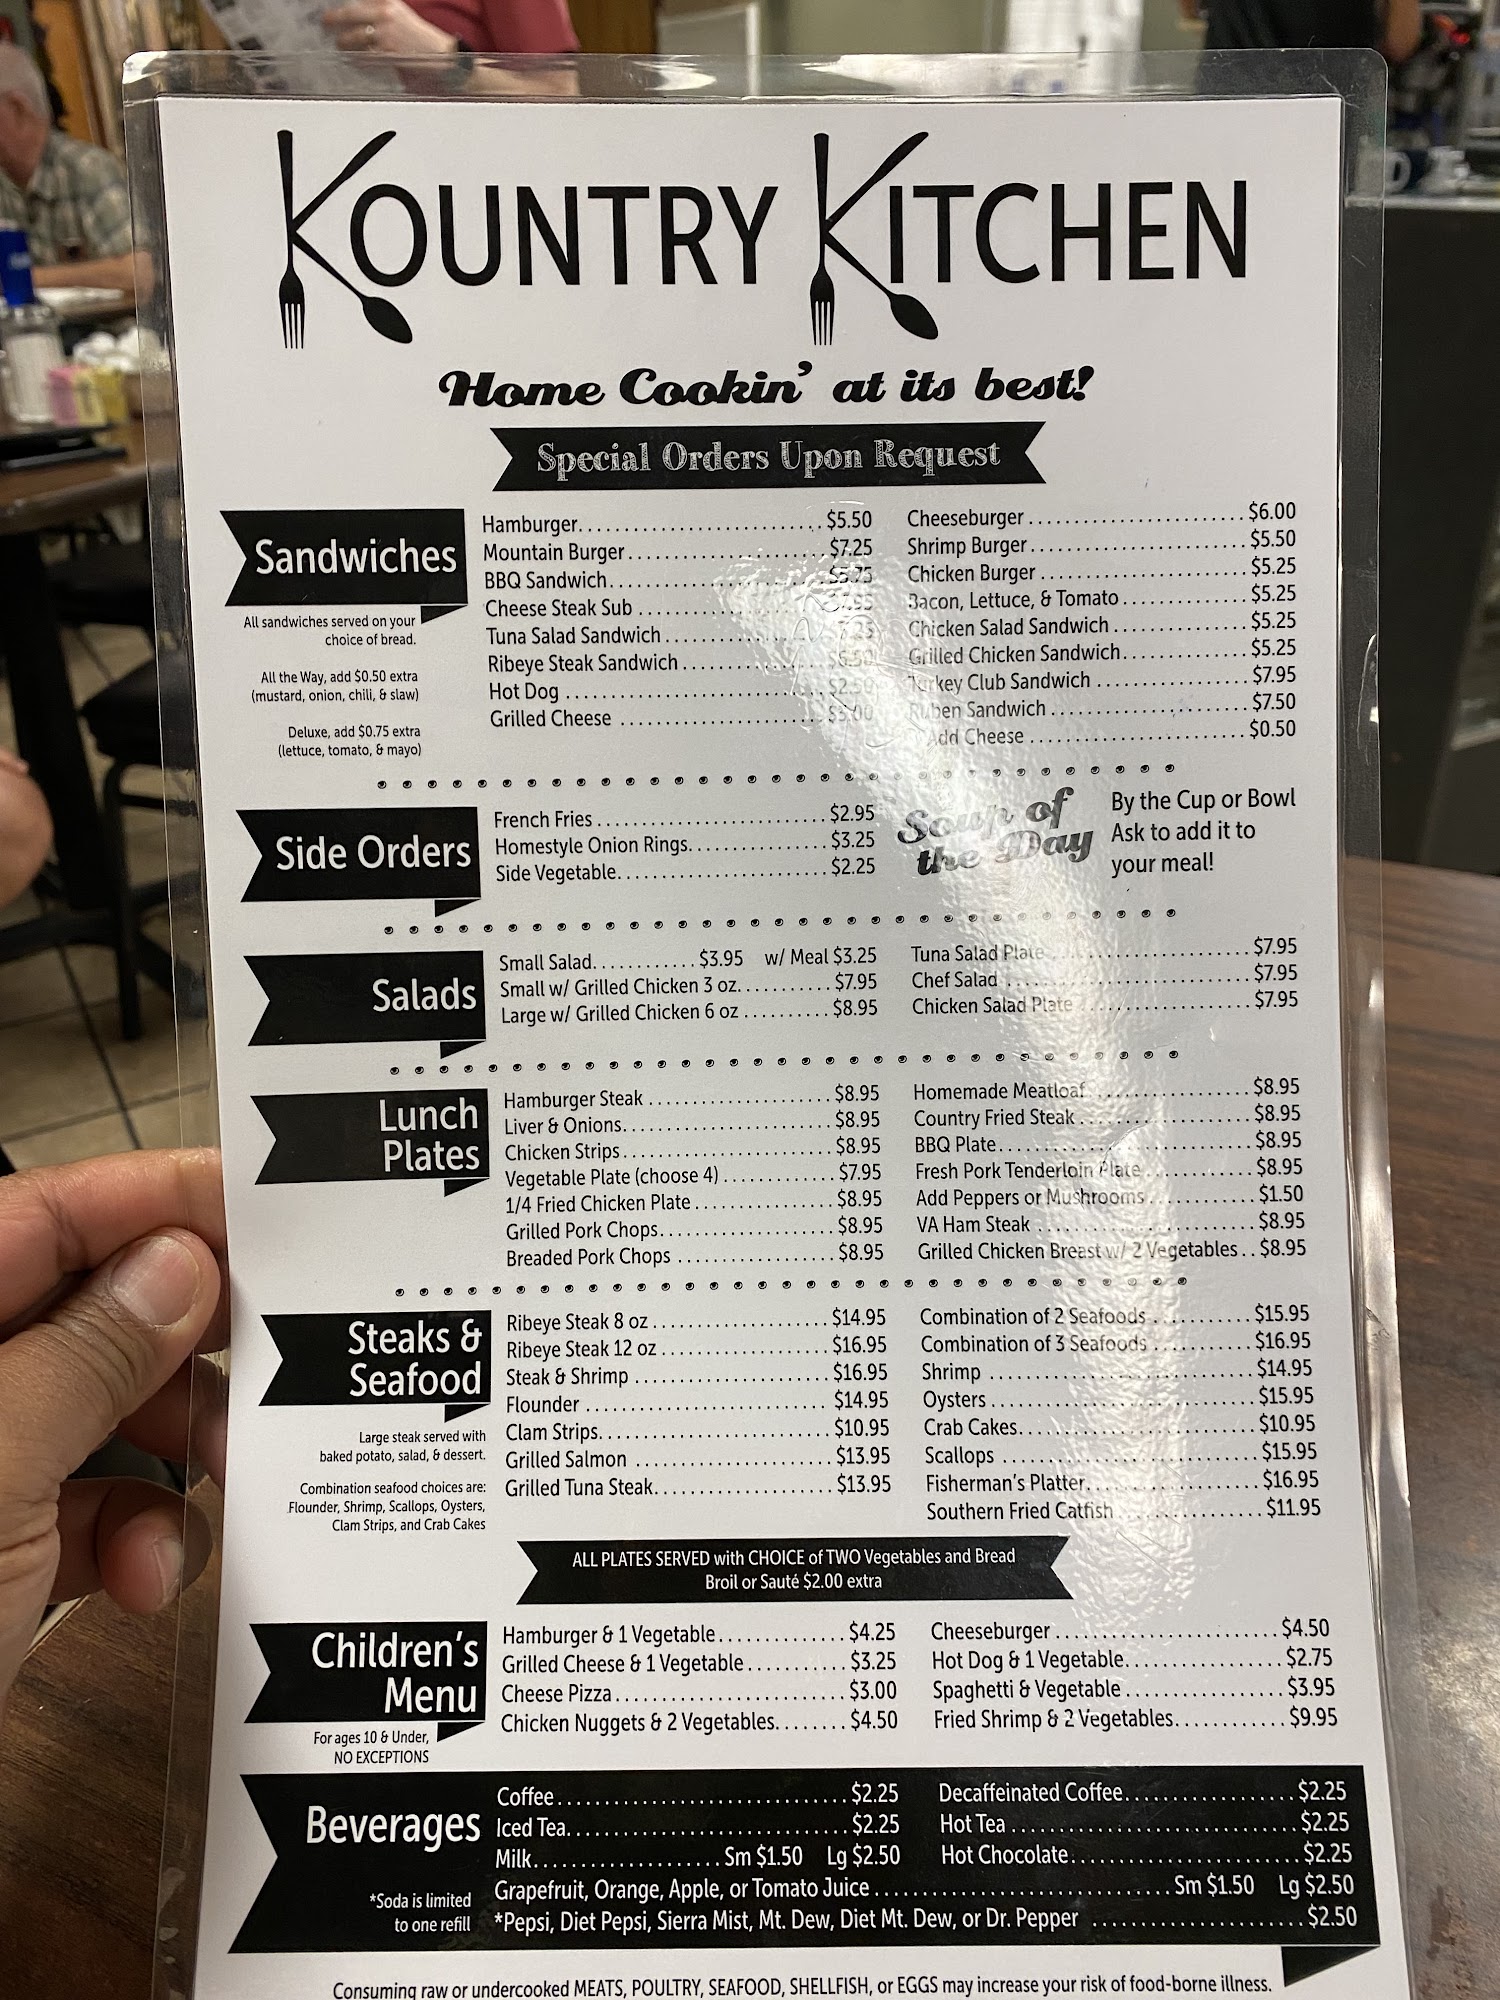 KOUNTRY KITCHEN
Home Cookin' at its best!
Special Orders Upon Request
Sandwiches
All sandwiches served on your
choice of bread.
All the Way, add $0.50 extra
(mustard, onion, chili, & slaw)
Deluxe, add $0.75 extra
(lettuce, tomato, & mayo)
Hamburger $5.50
Mountain Burger $7.25
BBQ Sandwich $5.75
Cheese Steak Sub
Tuna Salad Sandwich
Ribeye Steak Sandwich $6.50
Hot Dog $2.50
Grilled Cheese $5.00
Cheeseburger $6.00
Shrimp Burger $5.50
Chicken Burger $5.25
Bacon, Lettuce, & Tomato $5.25
Chicken Salad Sandwich $5.25
Grilled Chicken Sandwich $5.25
Turkey Club Sandwich $7.95
Ruben Sandwich $7.50
Add Cheese $0.50
Side Orders
French Fries $2.95
Homestyle Onion Rings $3.25
Side Vegetable $2.25
Soup of
the Day
By the Cup or Bowl
Ask to add it to
your meal!
Salads
Small Salad $3.95 w/ Meal $3.25
Small w/ Grilled Chicken 3 oz $7.95
Large w/ Grilled Chicken 6 oz $8.95
Tuna Salad Plate $7.95
Chef Salad $7.95
Chicken Salad Plate $7.95
Lunch
Plates
Hamburger Steak $8.95
Liver & Onions $8.95
Chicken Strips $8.95
Vegetable Plate (choose 4) $7.95
1/4 Fried Chicken Plate $8.95
Grilled Pork Chops $8.95
Breaded Pork Chops $8.95
Homemade Meatloaf $8.95
Country Fried Steak $8.95
BBQ Plate $8.95
Fresh Pork Tenderloin Plate $8.95
Add Peppers or Mushrooms $1.50
VA Ham Steak $8.95
Grilled Chicken Breast w/ 2 Vegetables $8.95
Steaks &
Seafood
Large steak served with
baked potato, salad, & dessert.
Combination seafood choices are:
Flounder, Shrimp, Scallops, Oysters,
Clam Strips, and Crab Cakes
Ribeye Steak 8 oz $14.95
Ribeye Steak 12 oz $16.95
Steak & Shrimp $16.95
Flounder $14.95
Clam Strips $10.95
Grilled Salmon $13.95
Grilled Tuna Steak $13.95
Combination of 2 Seafoods $15.95
Combination of 3 Seafoods $16.95
Shrimp $14.95
Oysters $15.95
Crab Cakes $10.95
Scallops $15.95
Fisherman's Platter $16.95
Southern Fried Catfish $11.95
ALL PLATES SERVED with CHOICE of TWO Vegetables and Bread
Broil or Sauté $2.00 extra
Children's
Menu
For ages 10 & Under,
NO EXCEPTIONS
Hamburger & 1 Vegetable $4.25
Grilled Cheese & 1 Vegetable $3.25
Cheese Pizza $3.00
Chicken Nuggets & 2 Vegetables $4.50
Cheeseburger $4.50
Hot Dog & 1 Vegetable $2.75
Spaghetti & Vegetable $3.95
Fried Shrimp & 2 Vegetables $9.95
Beverages
*Soda is limited
to one refill
Coffee $2.25
Iced Tea $2.25
Milk Sm $1.50 Lg $2.50
Decaffeinated Coffee $2.25
Hot Tea $2.25
Hot Chocolate $2.25
Grapefruit, Orange, Apple, or Tomato Juice Sm $1.50 Lg $2.50
*Pepsi, Diet Pepsi, Sierra Mist, Mt. Dew, Diet Mt. Dew, or Dr. Pepper $2.50
Consuming raw or undercooked MEATS, POULTRY, SEAFOOD, SHELLFISH, or EGGS may increase your risk of food-borne illness.